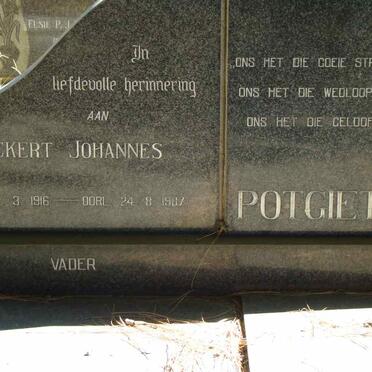 ELSIE P.J.
In
liefdevolle herinnering
AAN
CKERT JOHANNES
3 1916 — OORL. 24 8 1987
VADER
„ONS HET DIE GOEIE STR
ONS HET DIE WEDLOOP
ONS HET DIE GELOOF
POTGIET